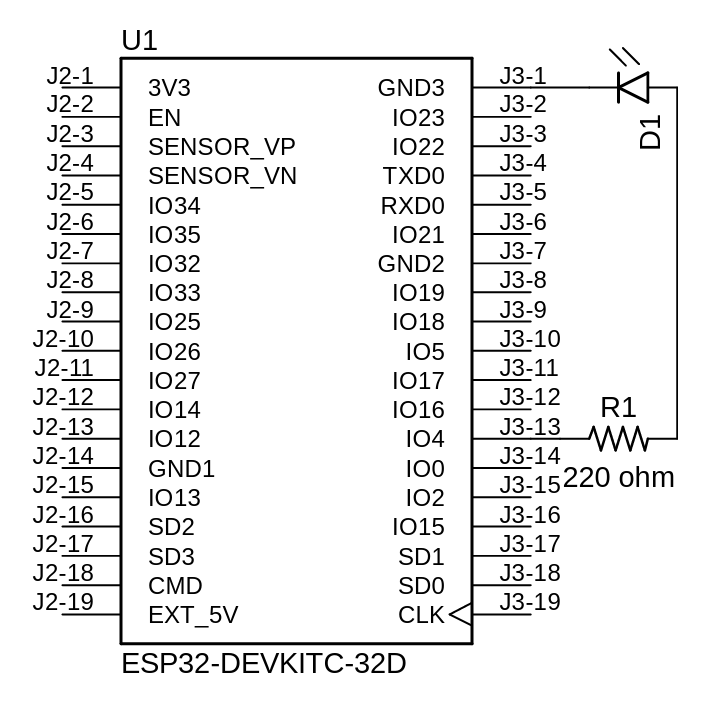 U1
J2-1 3V3 GND3 J3-1
J2-2 EN IO23 J3-2
J2-3 SENSOR_VP IO22 J3-3
D1
J2-4 SENSOR_VN TXD0 J3-4
J2-5 IO34 RXD0 J3-5
J2-6 IO35 IO21 J3-6
J2-7 IO32 GND2 J3-7
J2-8 IO33 IO19 J3-8
J2-9 IO25 IO18 J3-9
J2-10 IO26 IO5 J3-10
J2-11 IO27 IO17 J3-11
J2-12 IO14 IO16 J3-12
R1
J2-13 IO12 IO4 J3-13
J2-14 GND1 IO0 J3-14
220 ohm
J2-15 IO13 IO2 J3-15
J2-16 SD2 IO15 J3-16
J2-17 SD3 SD1 J3-17
J2-18 CMD SD0 J3-18
J2-19 EXT_5V CLK J3-19
ESP32-DEVKITC-32D